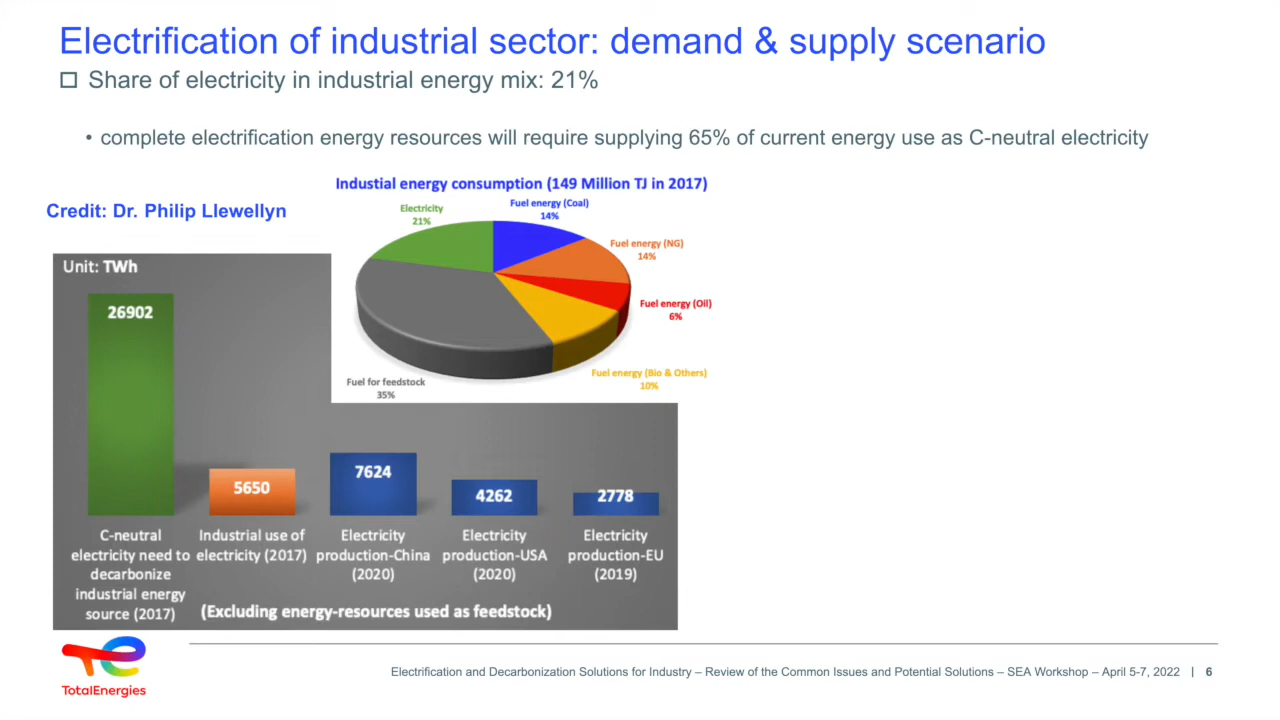 Electrification of industrial sector: demand & supply scenario
Share of electricity in industrial energy mix: 21%
• complete electrification energy resources will require supplying 65% of current energy use as C-neutral electricity
Industial energy consumption (149 Million TJ in 2017)
Credit: Dr. Philip Llewellyn
Electricity
21%
Fuel energy (Coal)
14%
Fuel energy (NG)
14%
Fuel energy (Oil)
6%
Fuel energy (Bio & Others)
10%
Fuel for feedstock
35%
Unit: TWh
26902
5650
7624
4262
2778
C-neutral
electricity need to
decarbonize
industrial energy
source (2017)
Industrial use of
electricity (2017)
Electricity
production-China
(2020)
Electricity
production-USA
(2020)
Electricity
production-EU
(2019)
(Excluding energy-resources used as feedstock)
TotalEnergies
Electrification and Decarbonization Solutions for Industry – Review of the Common Issues and Potential Solutions – SEA Workshop – April 5-7, 2022 | 6